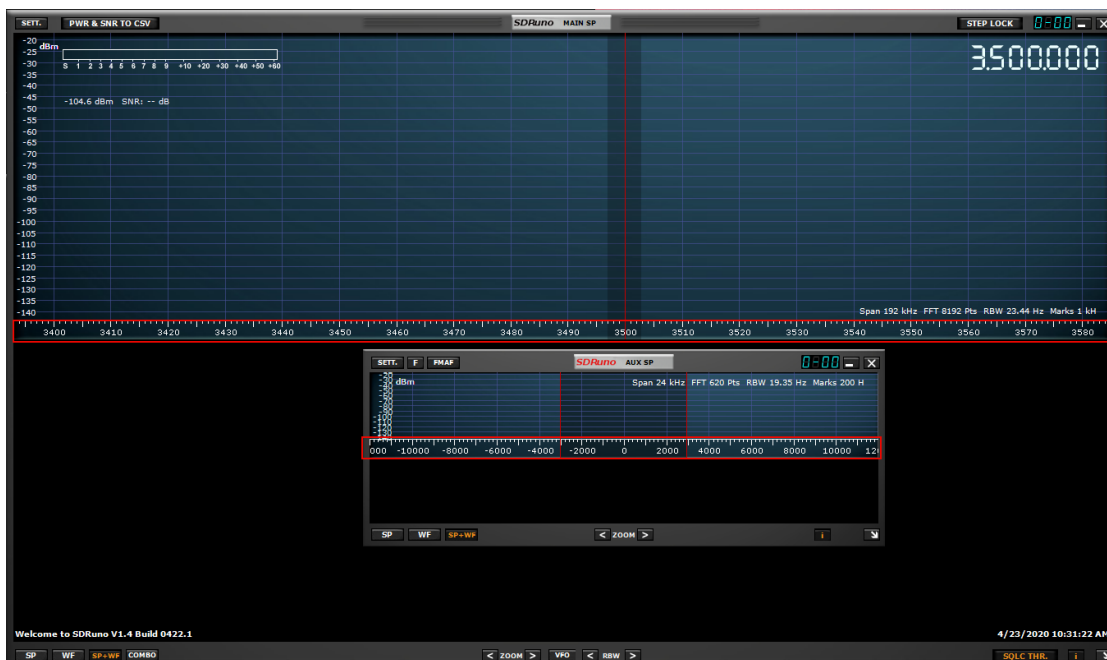 SETT. PWR & SNR TO CSV SDRuno MAIN SP STEP LOCK 0-00
-20
dBm
-25
-30
S 1 2 3 4 5 6 7 8 9 +10 +20 +30 +40 +50 +60
3.500.000
-35
-40
-45
-104.6 dBm SNR: -- dB
-50
-55
-60
-65
-70
-75
-80
-85
-90
-95
-100
-105
-110
-115
-120
-125
-130
-135
-140
Span 192 kHz FFT 8192 Pts RBW 23.44 Hz Marks 1 kH
3400 3410 3420 3430 3440 3450 3460 3470 3480 3490 3500 3510 3520 3530 3540 3550 3560 3570 3580
SETT. F FMAF SDRuno AUX SP 0-00
dBm
Span 24 kHz FFT 620 Pts RBW 19.35 Hz Marks 200 H
000 -10000 -8000 -6000 -4000 -2000 0 2000 4000 6000 8000 10000 12
SP WF SP+WF < ZOOM > i
Welcome to SDRuno V1.4 Build 0422.1 4/23/2020 10:31:22 AM
SP WF SP+WF COMBO < ZOOM > VFO < RBW > SQLC THR. i